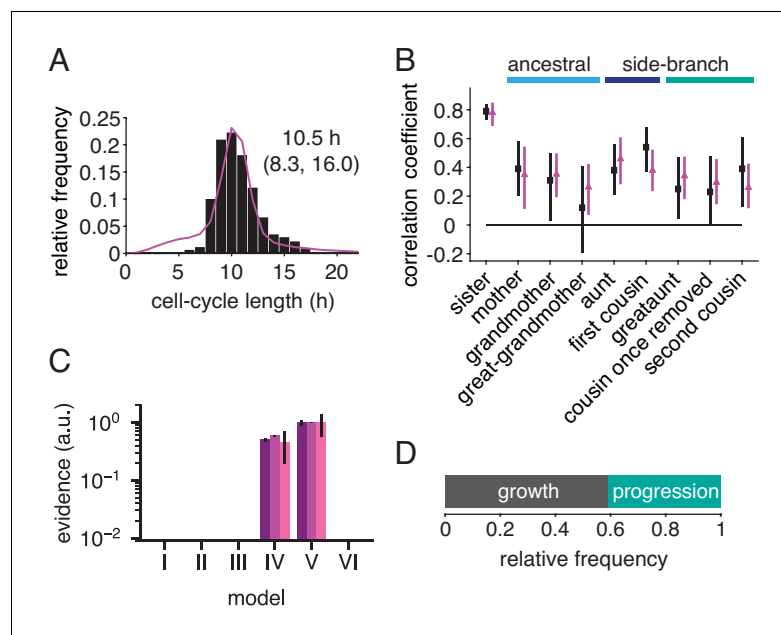 A
relative frequency
0.25
0.2
0.15
0.1
0.05
0
10.5 h
(8.3, 16.0)
0 5 10 15 20
cell-cycle length (h)
B
ancestral side-branch
correlation coefficient
0.8
0.6
0.4
0.2
0
-0.2
sister
mother
grandmother
great-grandmother
aunt
first cousin
greataunt
cousin once removed
second cousin
C
evidence (a.u.)
10⁰
10⁻¹
10⁻²
I II III IV V VI
model
D
growth progression
0 0.2 0.4 0.6 0.8 1
relative frequency